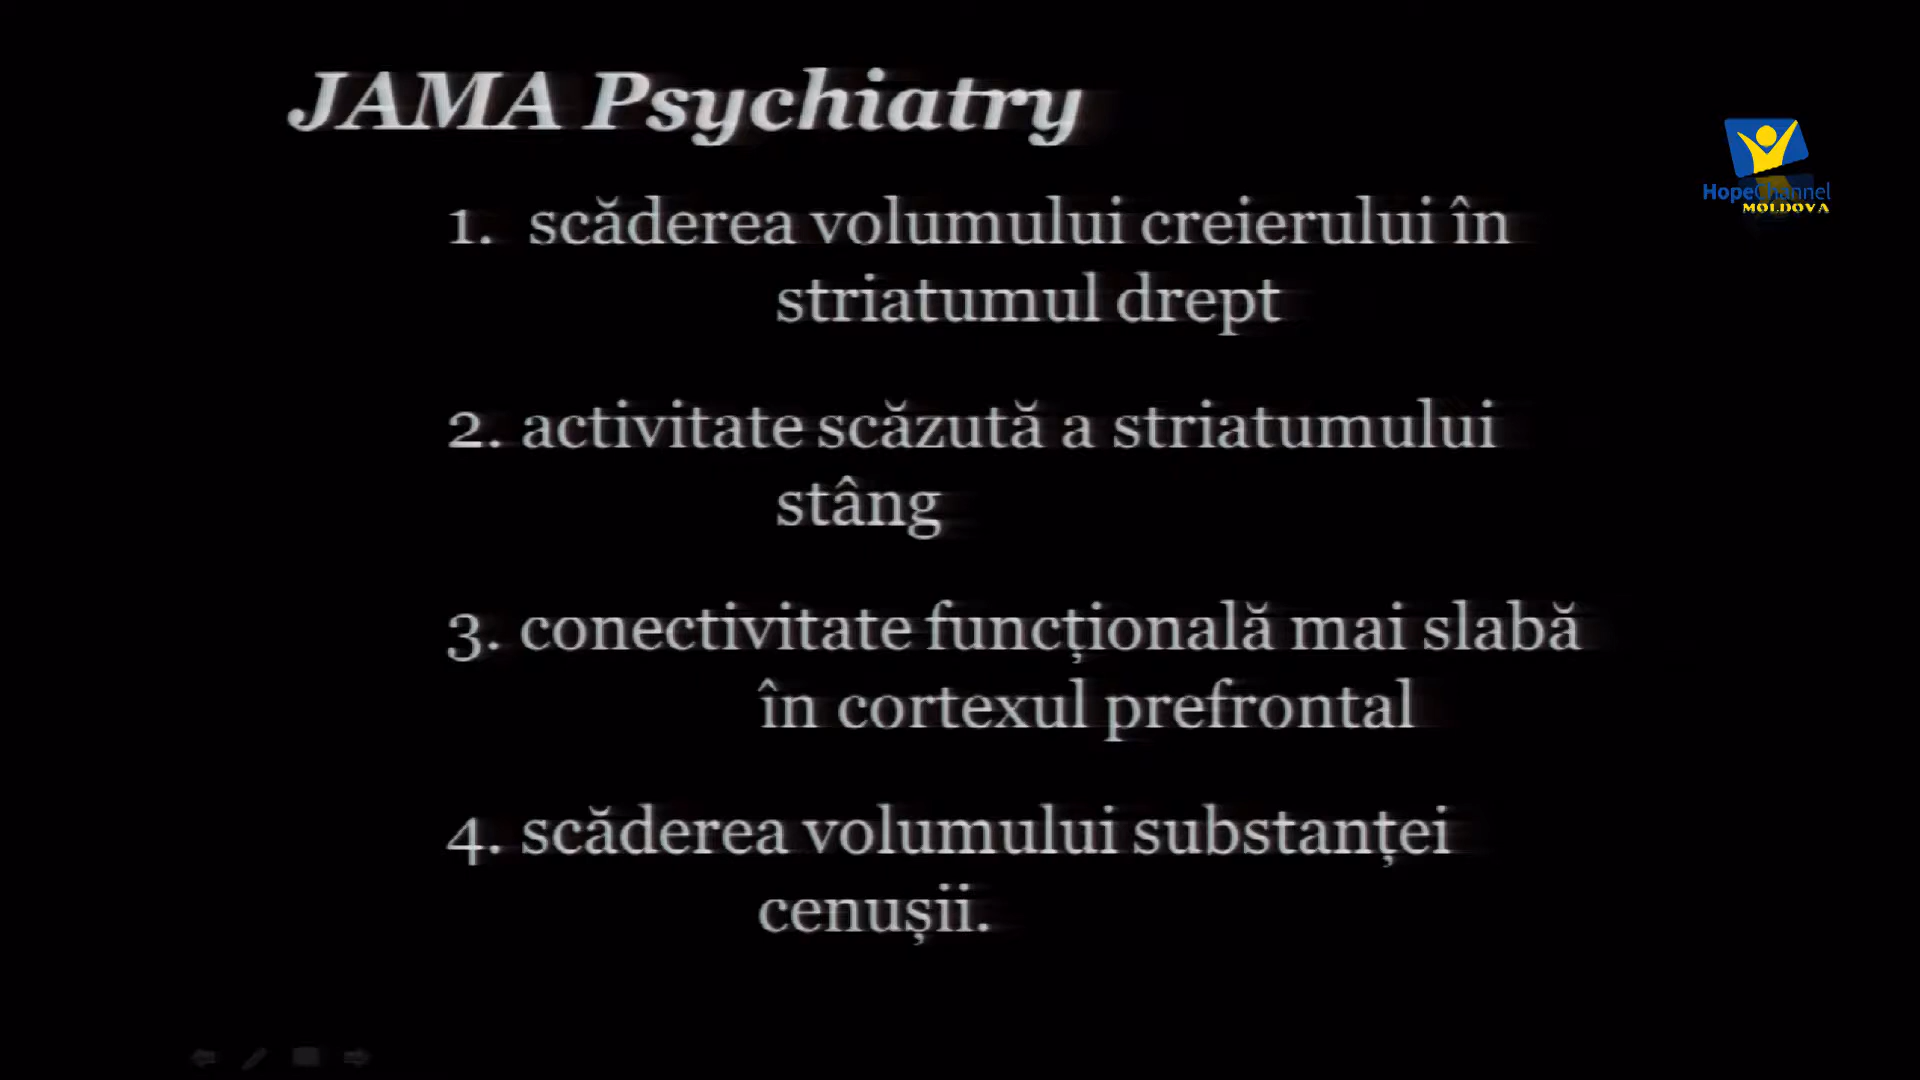 JAMA Psychiatry
HopeChannel
MOLDOVA
1. scăderea volumului creierului în
striatumul drept
2. activitate scăzută a striatumului
stâng
3. conectivitate funcțională mai slabă
în cortexul prefrontal
4. scăderea volumului substanței
cenușii.